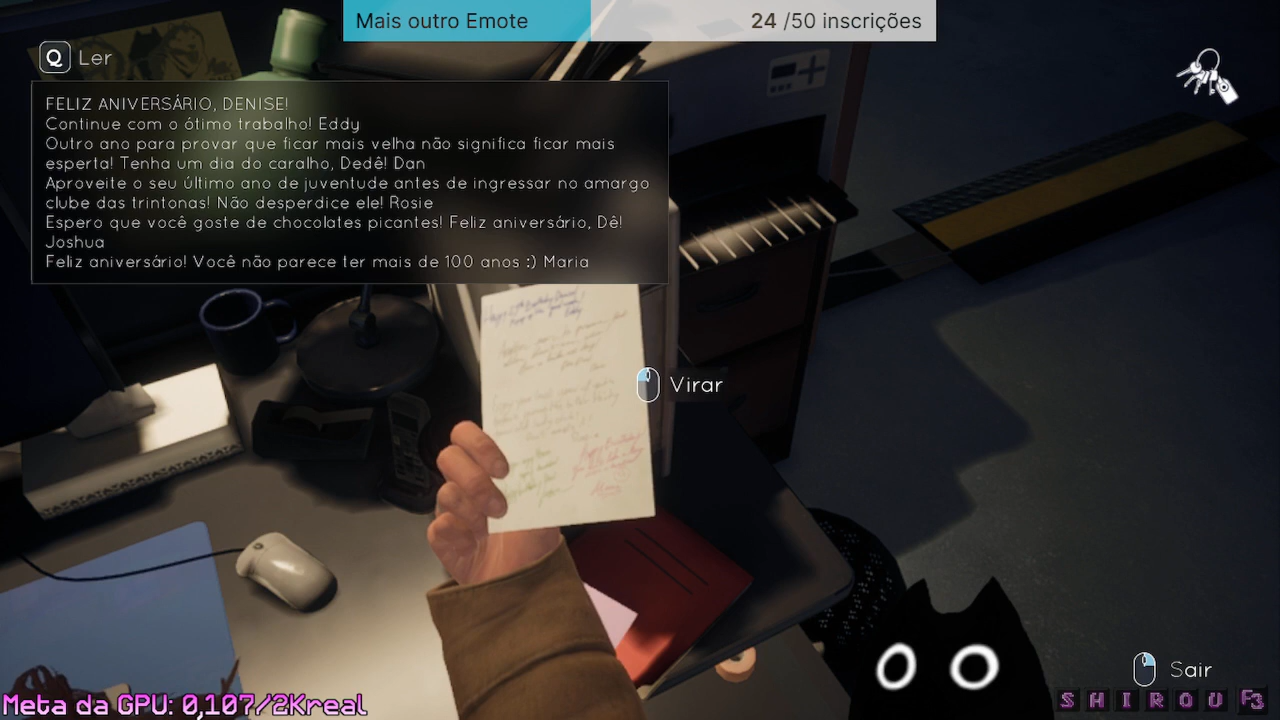 Mais outro Emote
24 /50 inscrições
Q Ler
FELIZ ANIVERSÁRIO, DENISE!
Continue com o ótimo trabalho! Eddy
Outro ano para provar que ficar mais velha não significa ficar mais
esperta! Tenha um dia do caralho, Dedê! Dan
Aproveite o seu último ano de juventude antes de ingressar no amargo
clube das trintonas! Não desperdice ele! Rosie
Espero que você goste de chocolates picantes! Feliz aniversário, Dê!
Joshua
Feliz aniversário! Você não parece ter mais de 100 anos :) Maria
Virar
Sair
Meta da GPU: 0,107/2Kreal
SHIROU F3